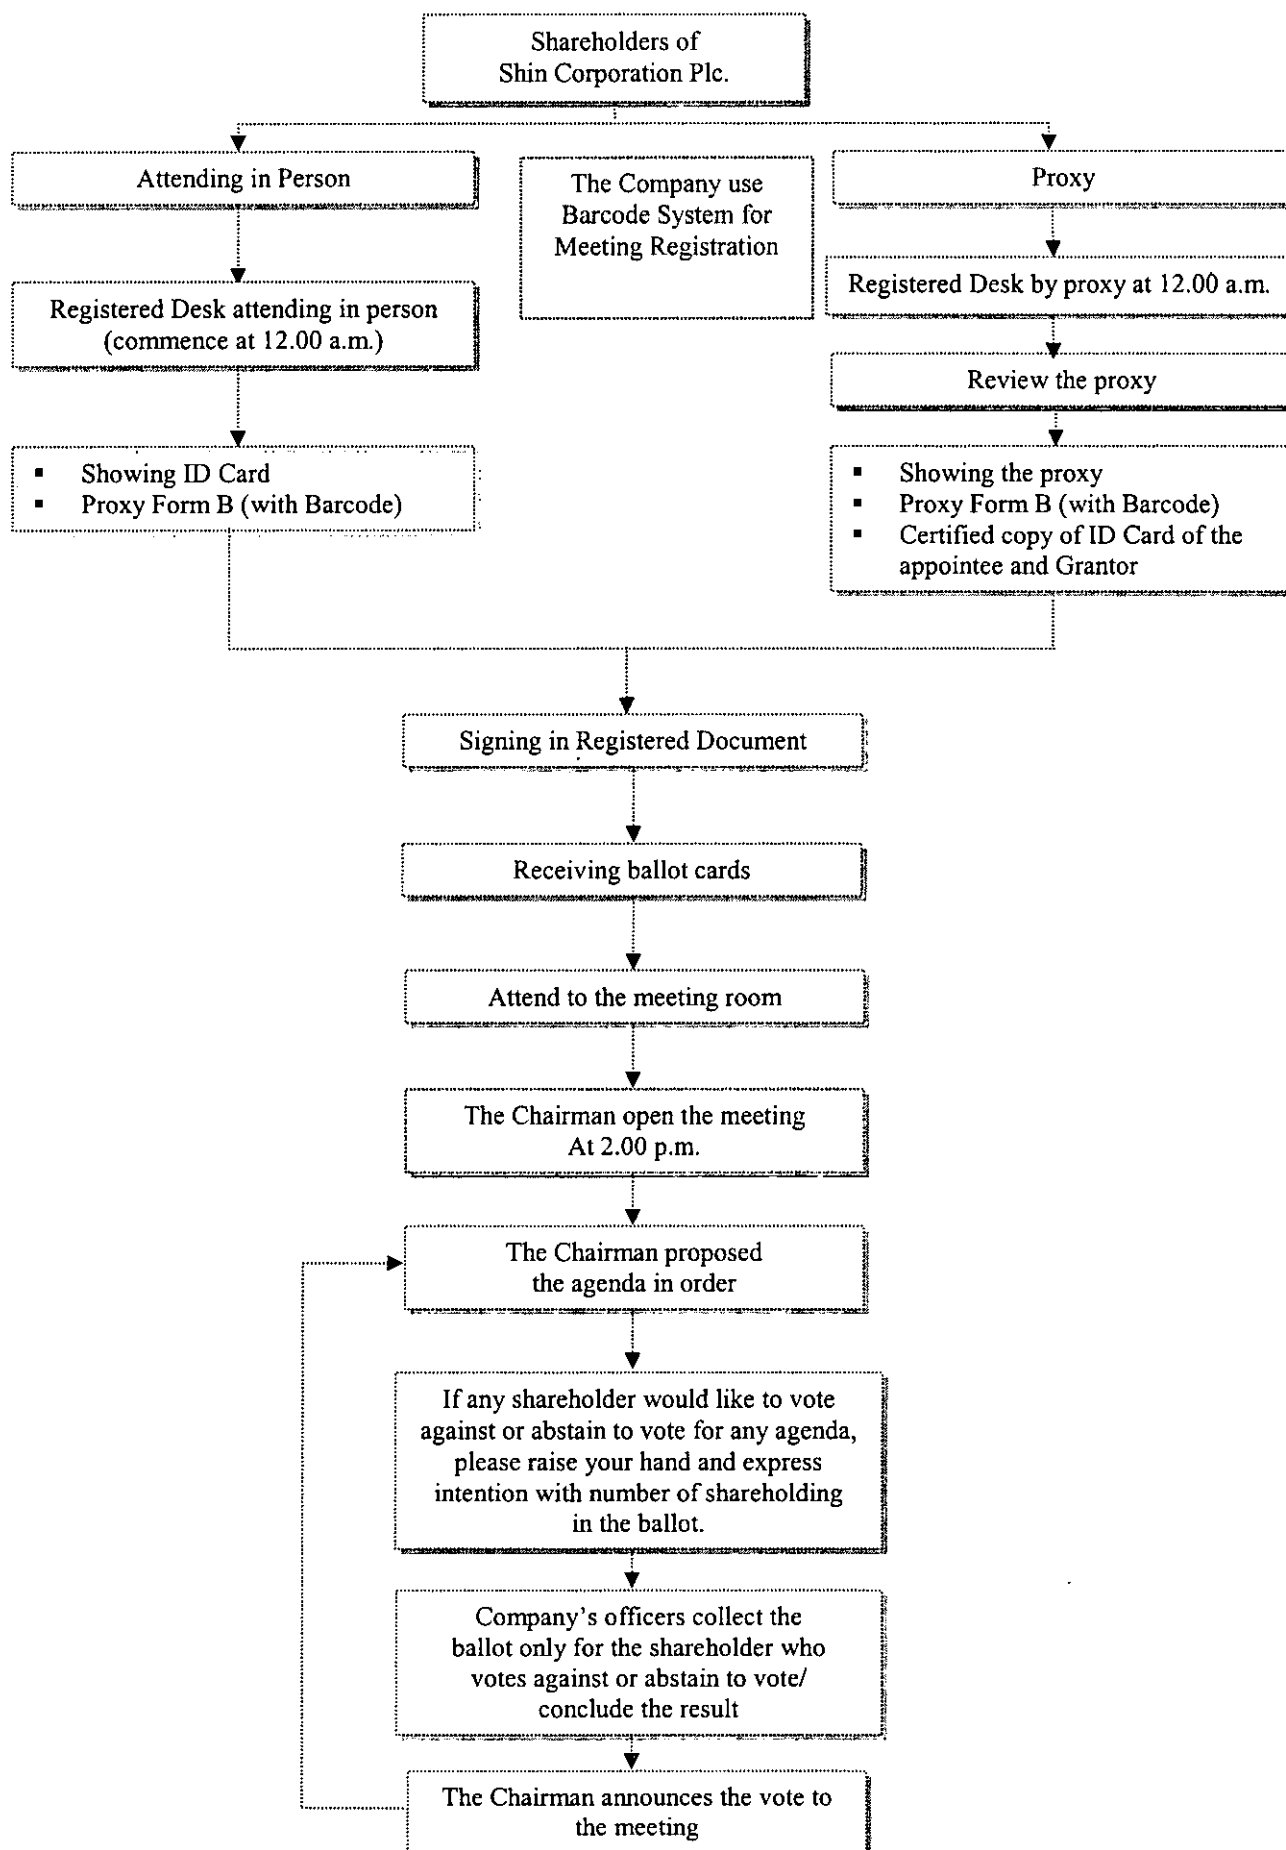 Shareholders of
Shin Corporation Plc.
Attending in Person
The Company use
Barcode System for
Meeting Registration
Proxy
Registered Desk attending in person
(commence at 12.00 a.m.)
Registered Desk by proxy at 12.00 a.m.
Review the proxy
▪ Showing ID Card
▪ Proxy Form B (with Barcode)
▪ Showing the proxy
▪ Proxy Form B (with Barcode)
▪ Certified copy of ID Card of the
appointee and Grantor
Signing in Registered Document
Receiving ballot cards
Attend to the meeting room
The Chairman open the meeting
At 2.00 p.m.
The Chairman proposed
the agenda in order
If any shareholder would like to vote
against or abstain to vote for any agenda,
please raise your hand and express
intention with number of shareholding
in the ballot.
Company's officers collect the
ballot only for the shareholder who
votes against or abstain to vote/
conclude the result
The Chairman announces the vote to
the meeting